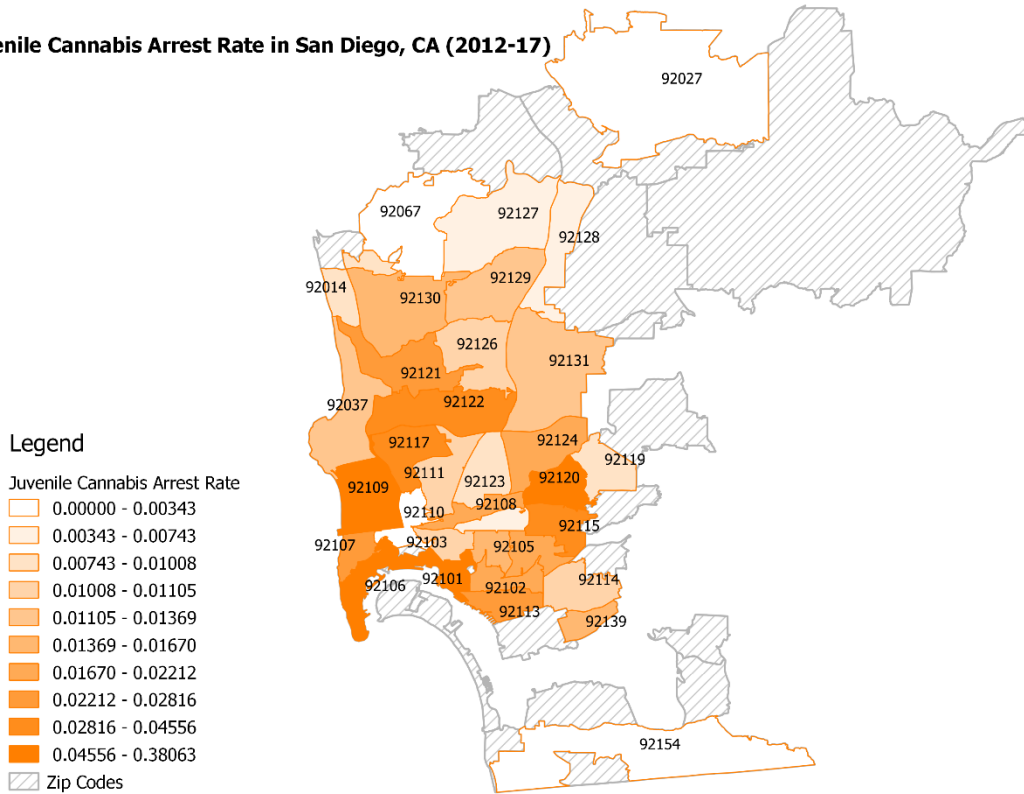 enile Cannabis Arrest Rate in San Diego, CA (2012-17)
92027
92067
92127
92128
92014
92129
92130
92126
92131
92121
92037
92122
92117
92124
92119
92111
92109
92123
92120
92110
92108
92115
92107
92103
92105
92106
92101
92102
92114
92113
92139
92154
Legend
Juvenile Cannabis Arrest Rate
0.00000 - 0.00343
0.00343 - 0.00743
0.00743 - 0.01008
0.01008 - 0.01105
0.01105 - 0.01369
0.01369 - 0.01670
0.01670 - 0.02212
0.02212 - 0.02816
0.02816 - 0.04556
0.04556 - 0.38063
Zip Codes